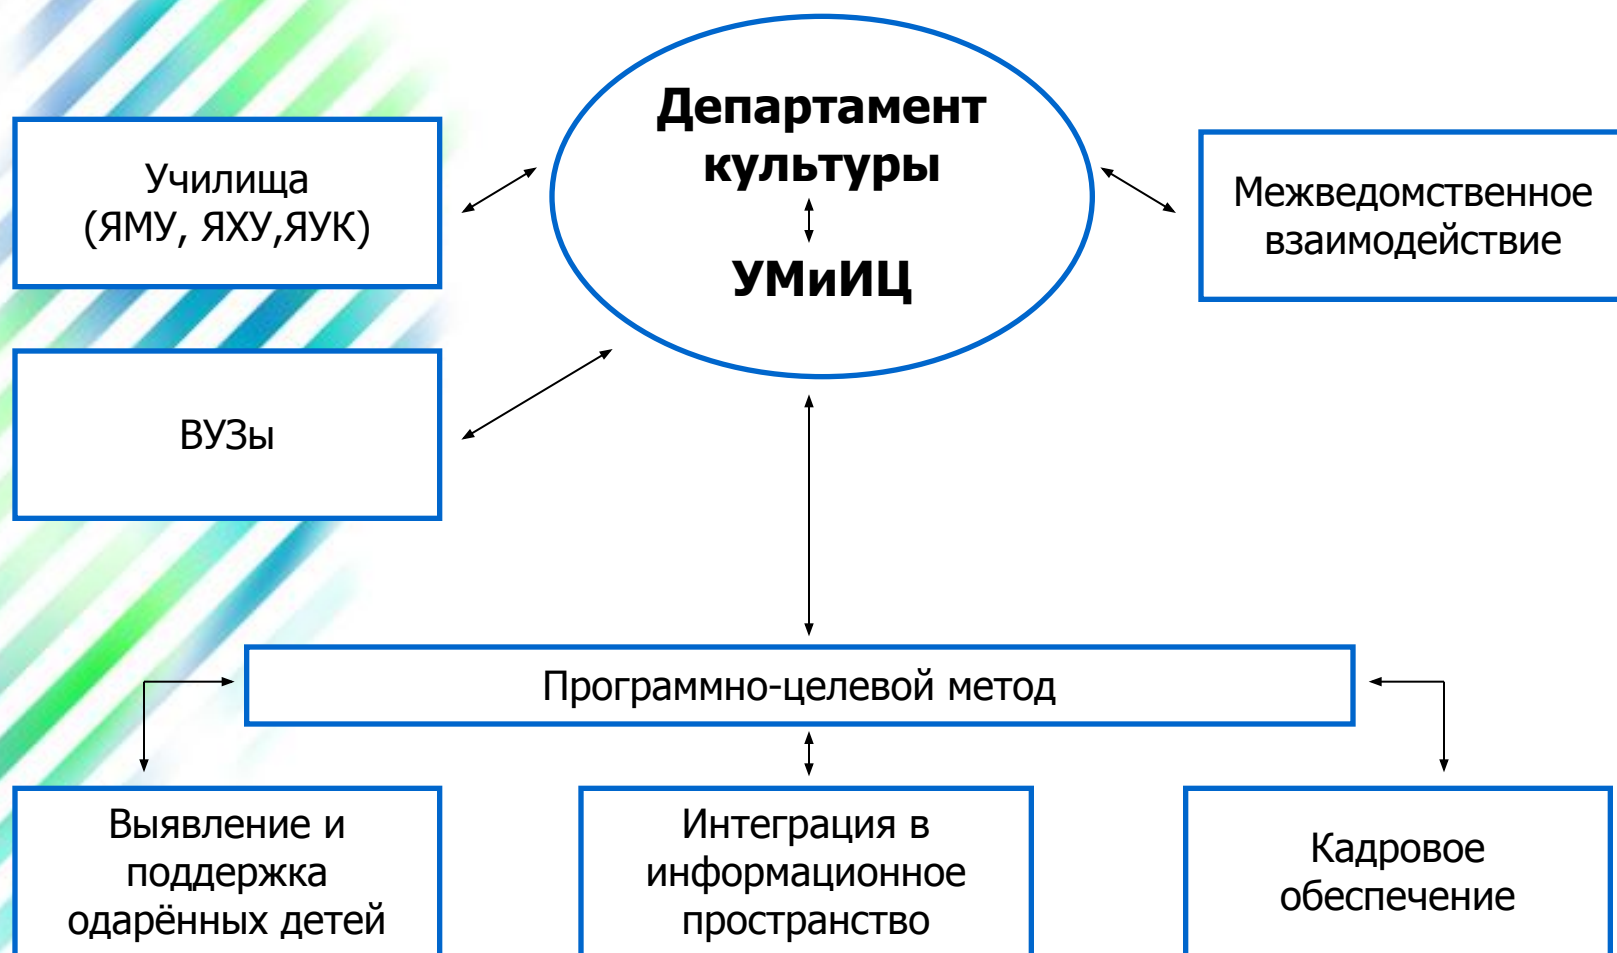 Департамент
культуры
УМиИЦ
Училища
(ЯМУ, ЯХУ,ЯУК)
Межведомственное
взаимодействие
ВУЗы
Программно-целевой метод
Выявление и
поддержка
одарённых детей
Интеграция в
информационное
пространство
Кадровое
обеспечение